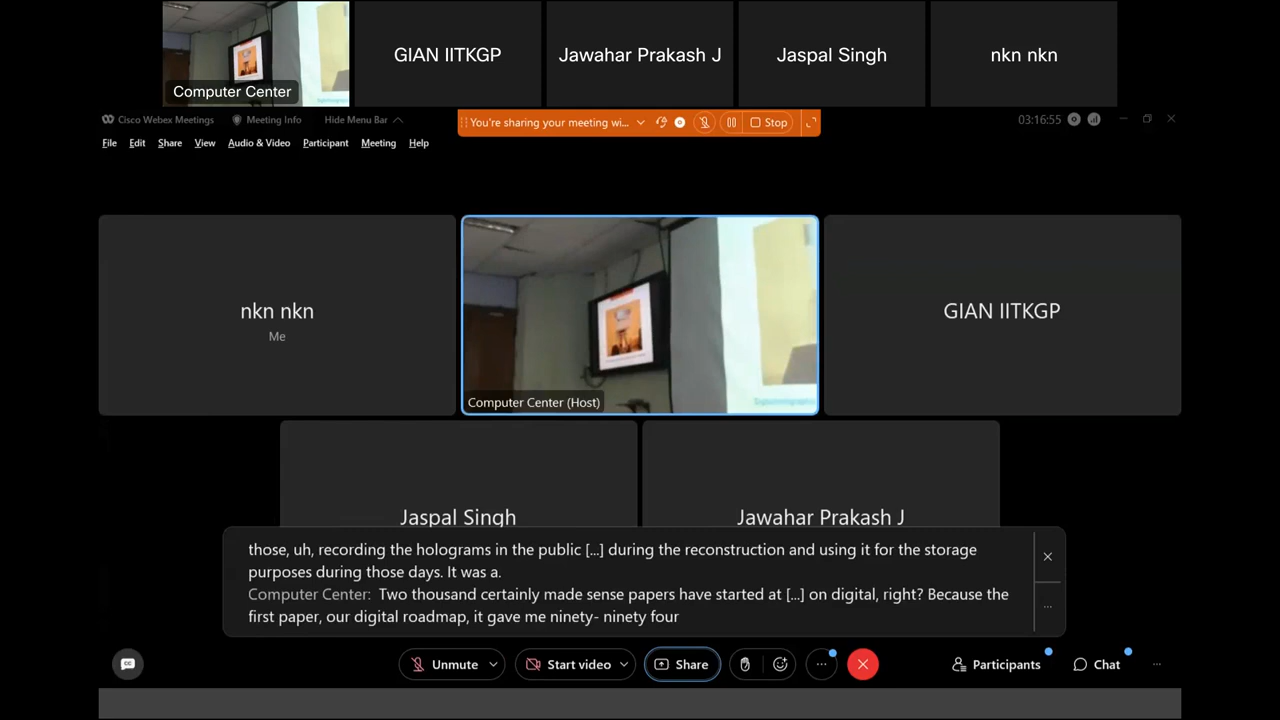 Computer Center
GIAN IITKGP
Jawahar Prakash J
Jaspal Singh
nkn nkn
Cisco Webex Meetings
Meeting Info
Hide Menu Bar
You're sharing your meeting wi...
Stop
03:16:55
File Edit Share View Audio & Video Participant Meeting Help
nkn nkn
Me
Computer Center (Host)
GIAN IITKGP
Jaspal Singh
Jawahar Prakash J
those, uh, recording the holograms in the public [...] during the reconstruction and using it for the storage
purposes during those days. It was a.
Computer Center: Two thousand certainly made sense papers have started at [...] on digital, right? Because the
first paper, our digital roadmap, it gave me ninety- ninety four
Unmute
Start video
Share
Participants
Chat